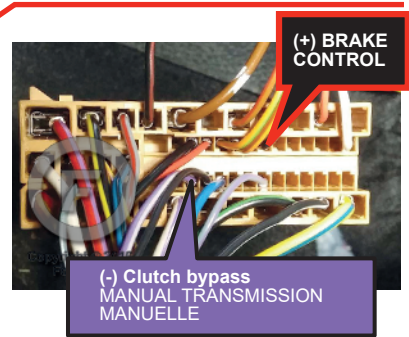 (+) BRAKE
CONTROL
(-) Clutch bypass
MANUAL TRANSMISSION
MANUELLE